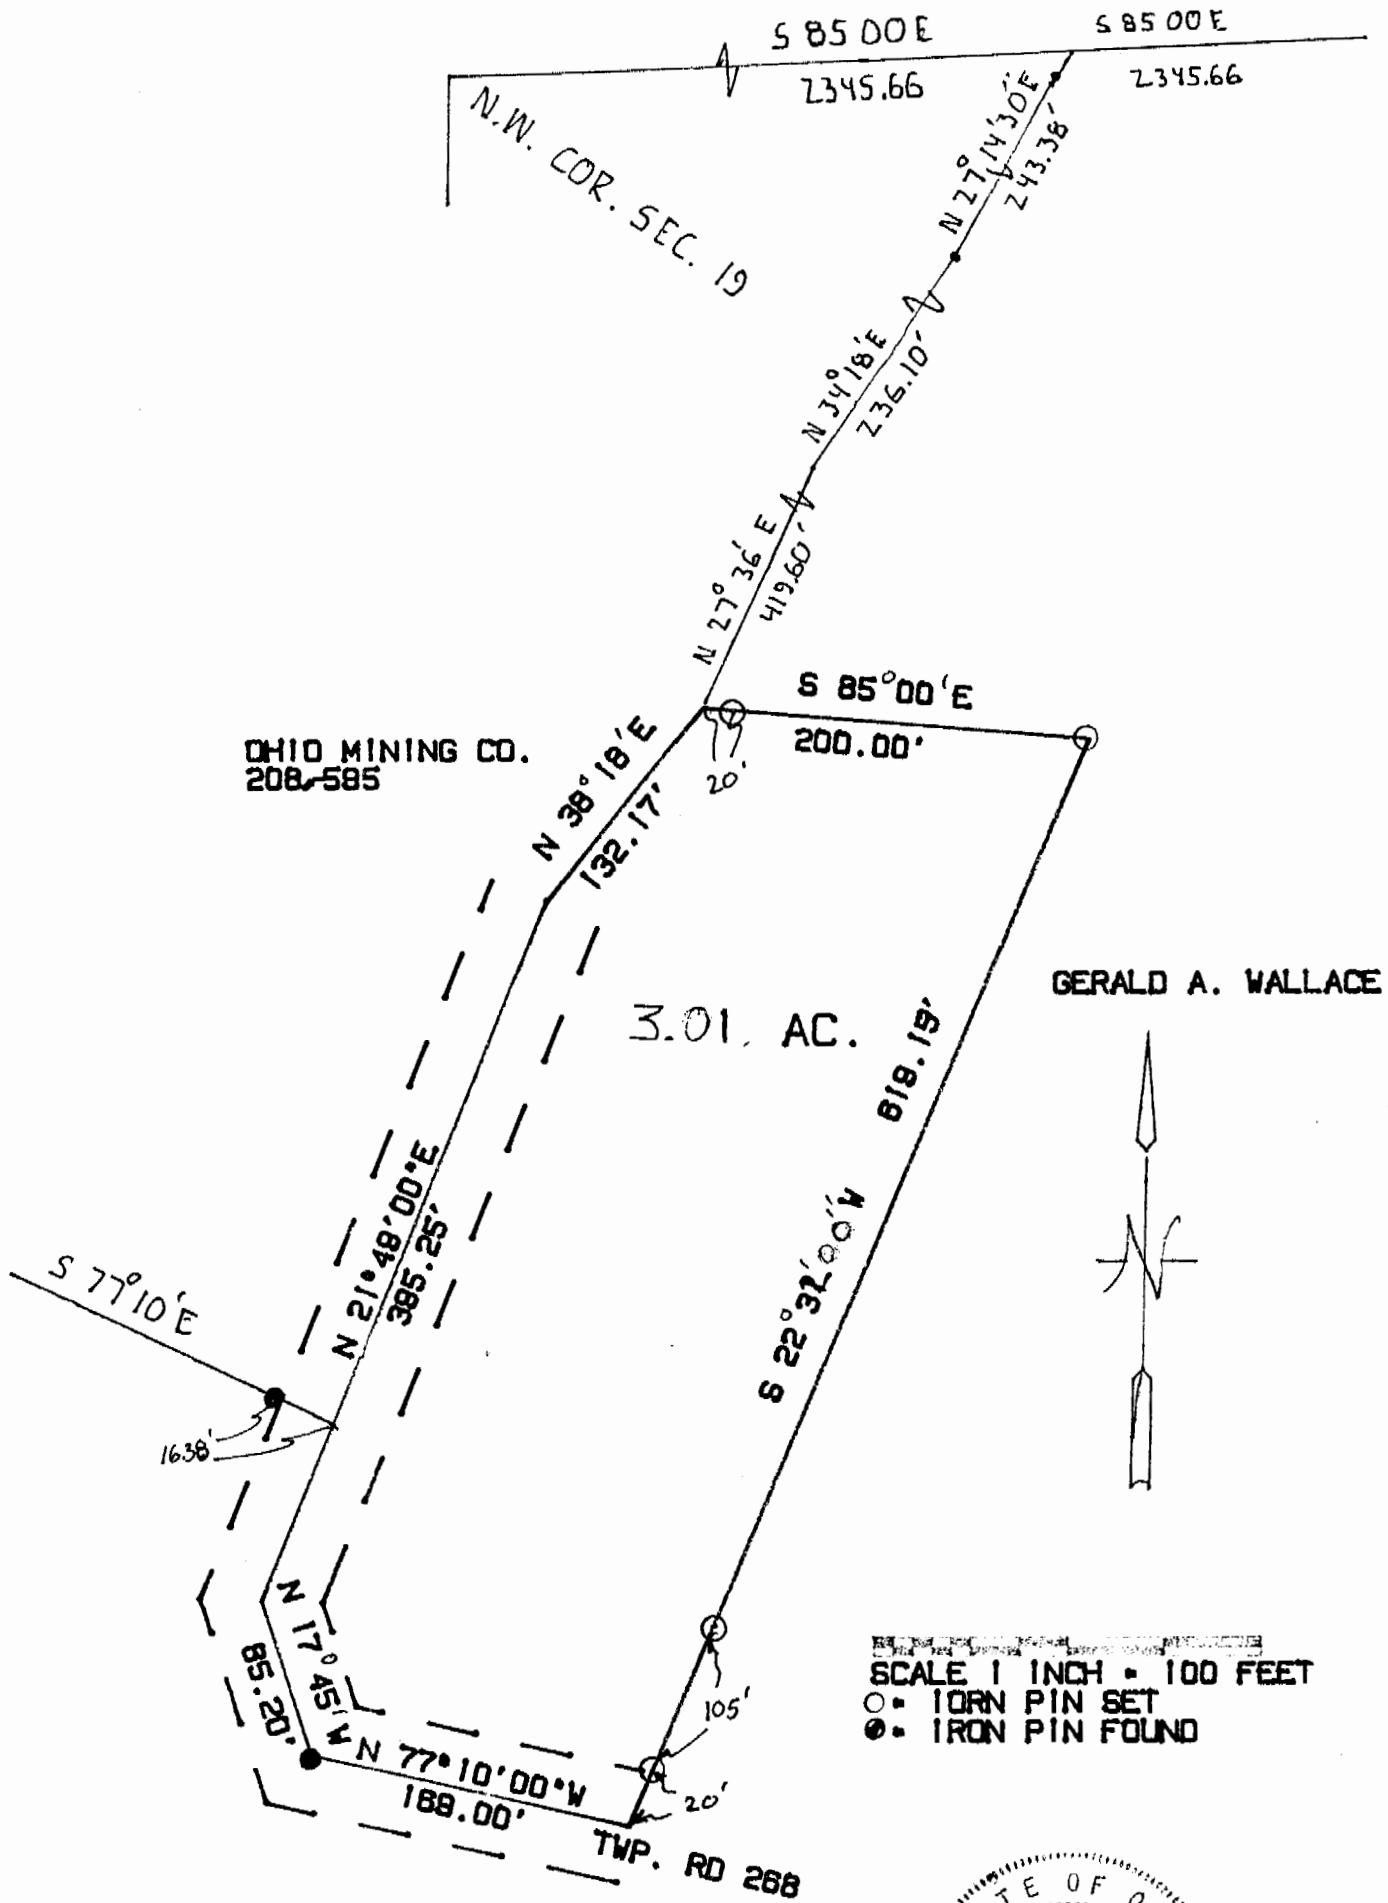 S 85 00 E
S 85 00 E
2345.66
2345.66
N.W. COR. SEC. 19
N 27° 14' 30" E
243.38'
N 34° 18' E
236.10'
N 27° 36' E
419.60'
S 85° 00' E
200.00'
20'
OHIO MINING CO.
208-585
N 38° 18' E
132.17'
GERALD A. WALLACE
3.01 AC.
619.19'
N 21° 48' 00" E
385.25'
S 22° 32' 00" W
S 77° 10' E
16.38'
N 17° 45' W
85.20'
105'
SCALE 1 INCH = 100 FEET
○= IORN PIN SET
●= IRON PIN FOUND
N 77° 10' 00" W
169.00'
20'
TWP. RD 268